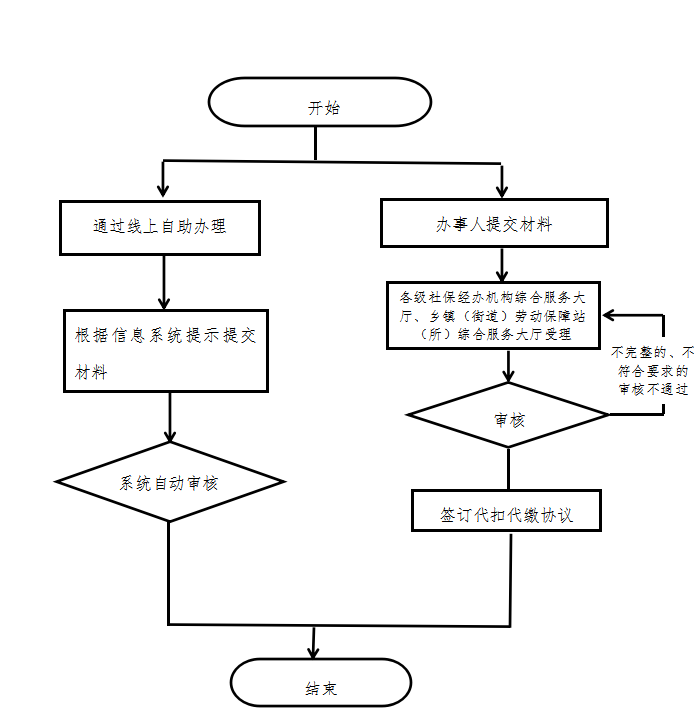 开始
通过线上自助办理
办事人提交材料
根据信息系统提示提交
材料
各级社保经办机构综合服务大
厅、乡镇（街道）劳动保障站
（所）综合服务大厅受理
不完整的、不
符合要求的
审核不通过
系统自动审核
审核
签订代扣代缴协议
结束